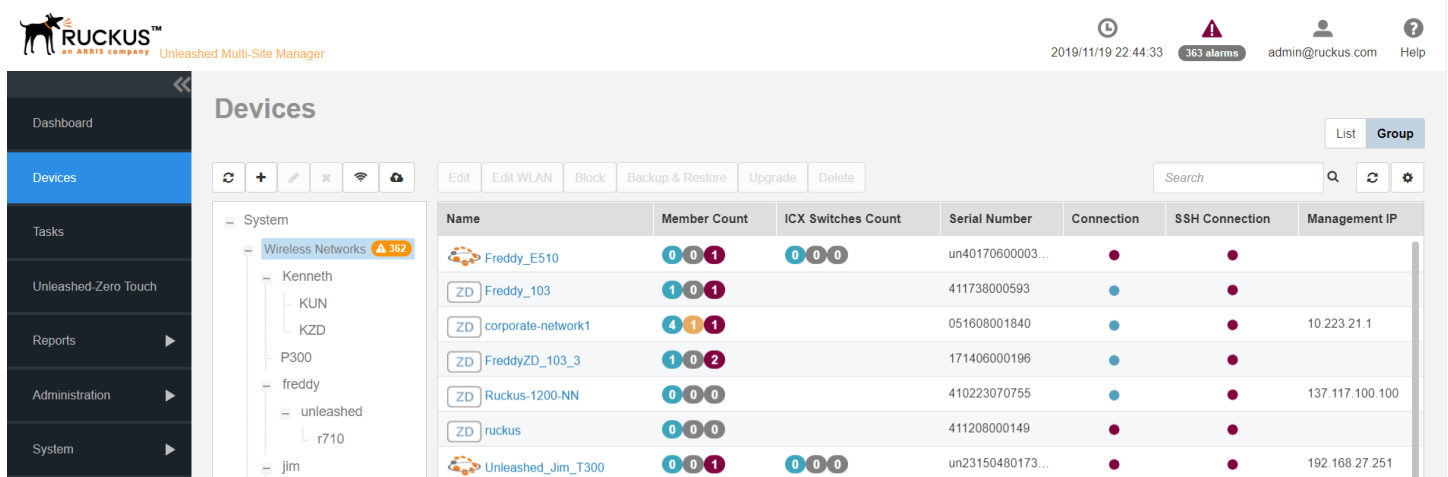 RUCKUS™
an ARRIS company
Unleashed Multi-Site Manager
2019/11/19 22:44:33
363 alarms
admin@ruckus.com
Help
Dashboard
Devices
Tasks
Unleashed-Zero Touch
Reports
Administration
System
Devices
List Group
Edit Edit WLAN Block Backup & Restore Upgrade Delete
Search
System
Wireless Networks 362
Kenneth
KUN
KZD
P300
freddy
unleashed
r710
jim
Name Member Count ICX Switches Count Serial Number Connection SSH Connection Management IP
Freddy_E510 0 0 1 0 0 0 un40170600003...
ZD Freddy_103 1 0 1 411738000593
ZD corporate-network1 4 1 1 051608001840 10.223.21.1
ZD FreddyZD_103_3 1 0 2 171406000196
ZD Ruckus-1200-NN 0 0 0 410223070755 137.117.100.100
ZD ruckus 0 0 0 411208000149
Unleashed_Jim_T300 0 0 1 0 0 0 un23150480173... 192.168.27.251